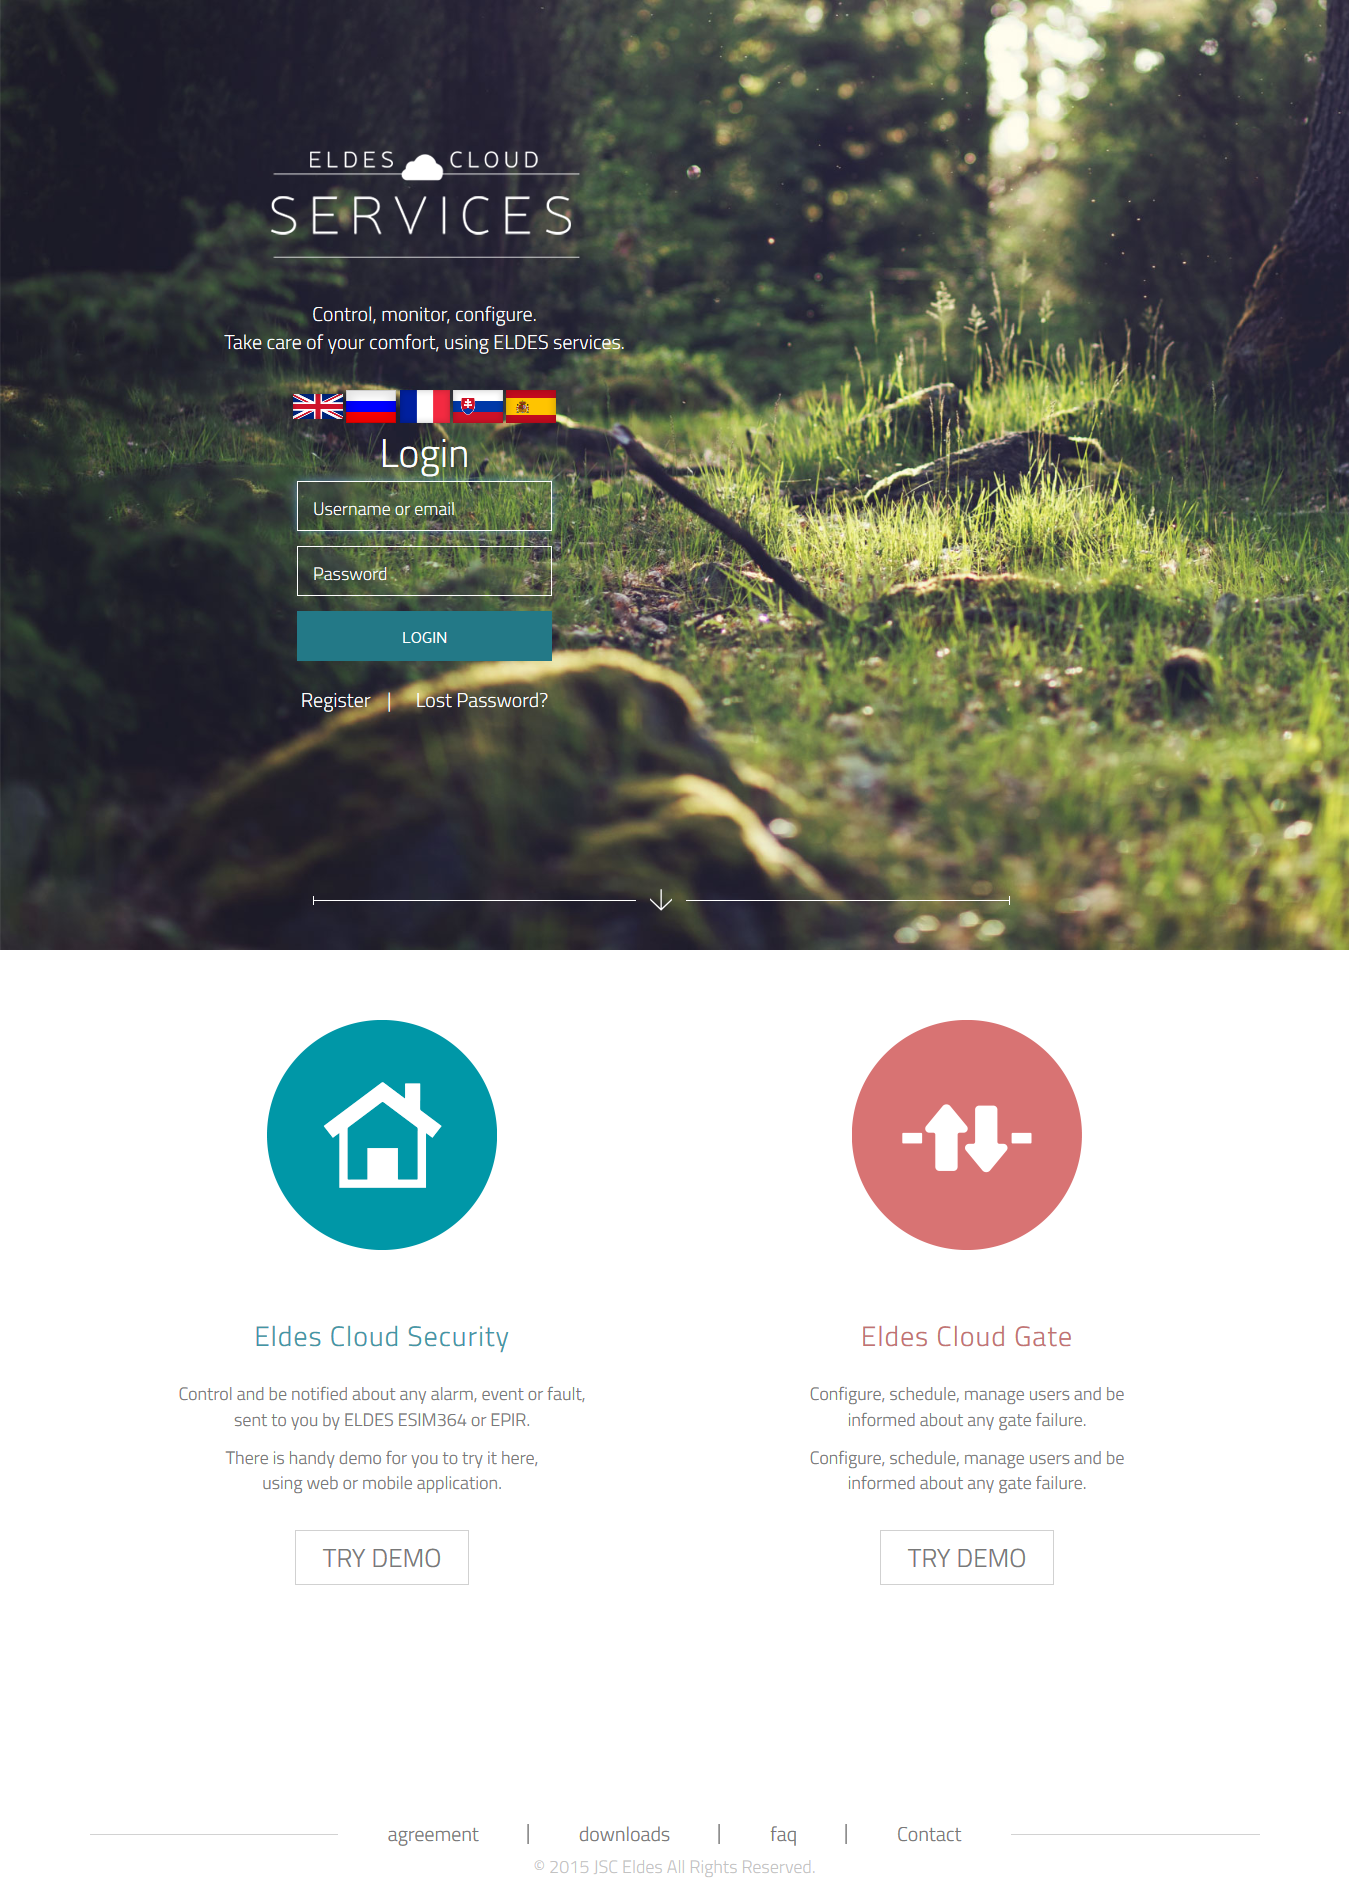 ELDES CLOUD
SERVICES
Control, monitor, configure.
Take care of your comfort, using ELDES services.
Login
Username or email
Password
LOGIN
Register | Lost Password?
Eldes Cloud Security
Control and be notified about any alarm, event or fault,
sent to you by ELDES ESIM364 or EPIR.
There is handy demo for you to try it here,
using web or mobile application.
TRY DEMO
Eldes Cloud Gate
Configure, schedule, manage users and be
informed about any gate failure.
Configure, schedule, manage users and be
informed about any gate failure.
TRY DEMO
agreement | downloads | faq | Contact
© 2015 JSC Eldes All Rights Reserved.